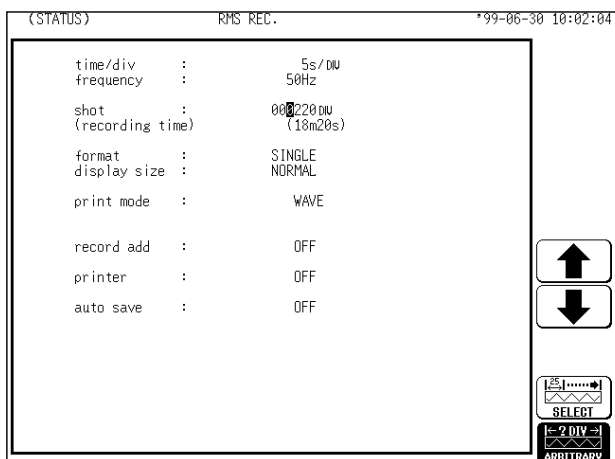 (STATUS) RMS REC. '99-06-30 10:02:04
time/div : 5s/DIV
frequency : 50Hz
shot : 000220DIV
(recording time) (18m20s)
format : SINGLE
display size : NORMAL
print mode : WAVE
record add : OFF
printer : OFF
auto save : OFF
25
SELECT
?DIV
ARBITRARY